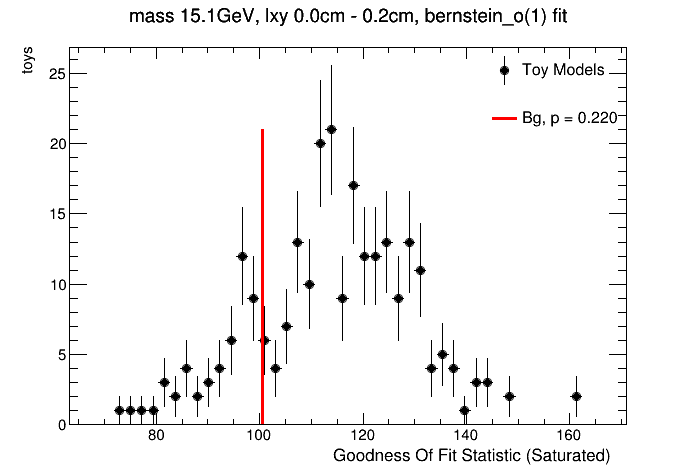 mass 15.1GeV, lxy 0.0cm - 0.2cm, bernstein_o(1) fit
toys
Toy Models
Bg, p = 0.220
25
20
15
10
5
0
80 100 120 140 160
Goodness Of Fit Statistic (Saturated)